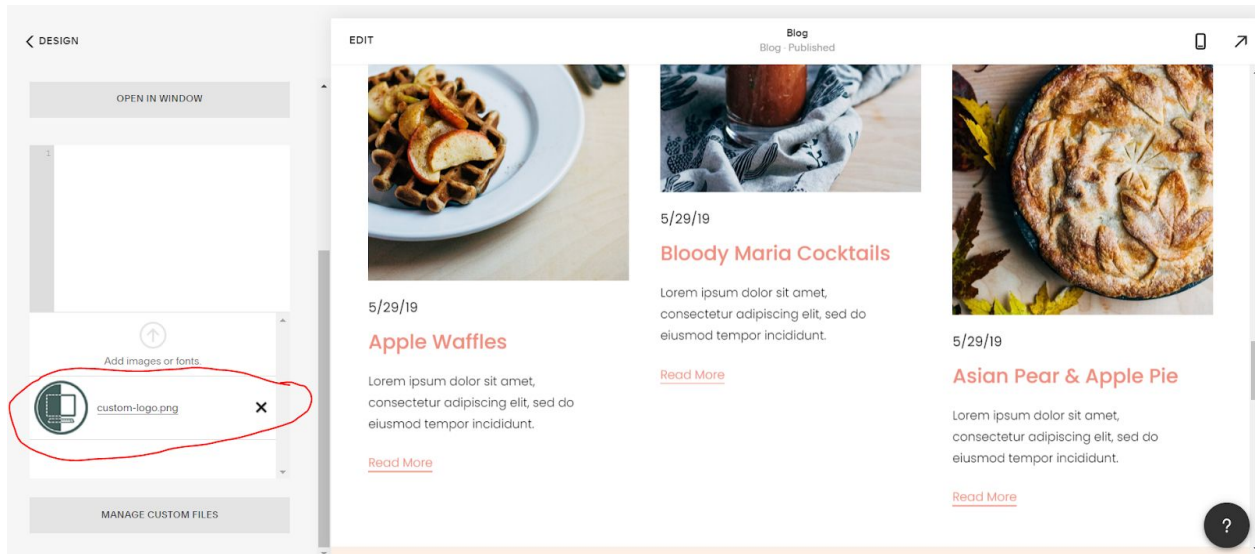 DESIGN
OPEN IN WINDOW
1
Add images or fonts.
custom-logo.png
MANAGE CUSTOM FILES
EDIT
Blog
Blog · Published
5/29/19
Apple Waffles
Lorem ipsum dolor sit amet,
consectetur adipiscing elit, sed do
eiusmod tempor incididunt.
Read More
5/29/19
Bloody Maria Cocktails
Lorem ipsum dolor sit amet,
consectetur adipiscing elit, sed do
eiusmod tempor incididunt.
Read More
5/29/19
Asian Pear & Apple Pie
Lorem ipsum dolor sit amet,
consectetur adipiscing elit, sed do
eiusmod tempor incididunt.
Read More
?